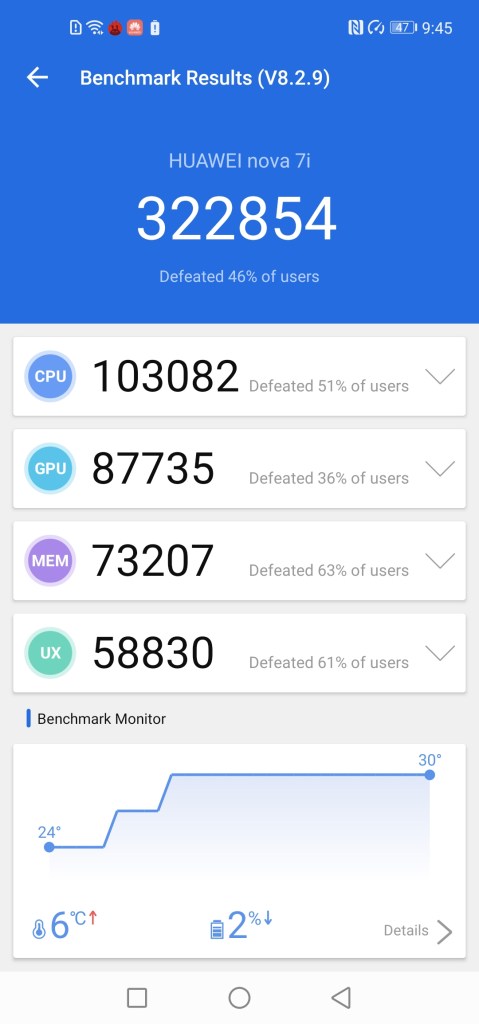 47 9:45
Benchmark Results (V8.2.9)
HUAWEI nova 7i
322854
Defeated 46% of users
CPU 103082 Defeated 51% of users
GPU 87735 Defeated 36% of users
MEM 73207 Defeated 63% of users
UX 58830 Defeated 61% of users
Benchmark Monitor
30°
24°
6°C↑ 2%↓ Details